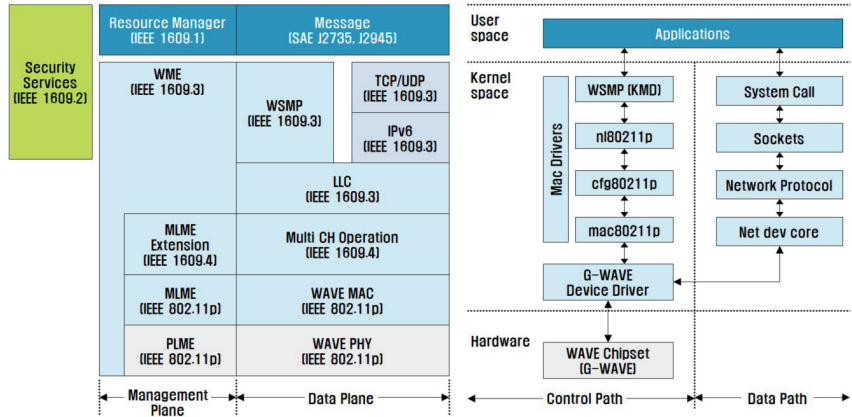 Resource Manager
(IEEE 1609.1)
Message
(SAE J2735, J2945)
Security
Services
(IEEE 1609.2)
WME
(IEEE 1609.3)
WSMP
(IEEE 1609.3)
TCP/UDP
(IEEE 1609.3)
IPv6
(IEEE 1609.3)
LLC
(IEEE 1609.3)
MLME
Extension
(IEEE 1609.4)
Multi CH Operation
(IEEE 1609.4)
MLME
(IEEE 802.11p)
WAVE MAC
(IEEE 802.11p)
PLME
(IEEE 802.11p)
WAVE PHY
(IEEE 802.11p)
Management
Plane
Data Plane
User
space
Applications
Kernel
space
Mac Drivers
WSMP (KMD)
nl80211p
cfg80211p
mac80211p
G-WAVE
Device Driver
System Call
Sockets
Network Protocol
Net dev core
Hardware
WAVE Chipset
(G-WAVE)
Control Path
Data Path